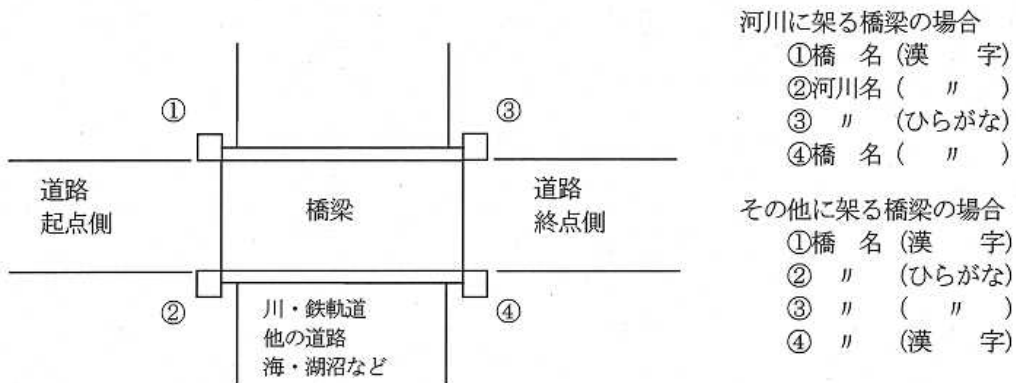 ①
③
道路
起点側
橋梁
道路
終点側
②
川・鉄軌道
他の道路
海・湖沼など
④
河川に架る橋梁の場合
①橋　名（漢　　字）
②河川名（　〃　）
③　〃　（ひらがな）
④橋　名（　〃　）
その他に架る橋梁の場合
①橋　名（漢　　字）
②　〃　（ひらがな）
③　〃　（　〃　）
④　〃　（漢　　字）